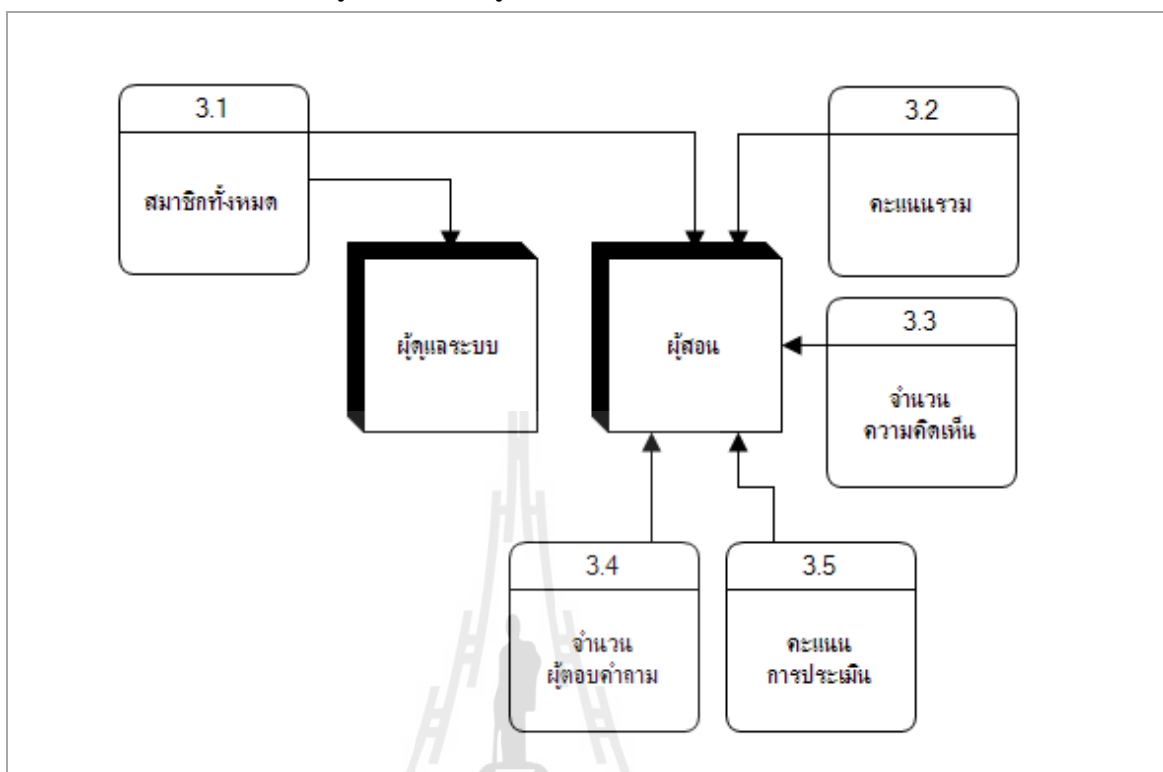 3.1
สมาชิกทั้งหมด
3.2
คะแนนรวม
ผู้ดูแลระบบ
ผู้สอน
3.3
จำนวน
ความคิดเห็น
3.4
จำนวน
ผู้ตอบคำถาม
3.5
คะแนน
การประเมิน